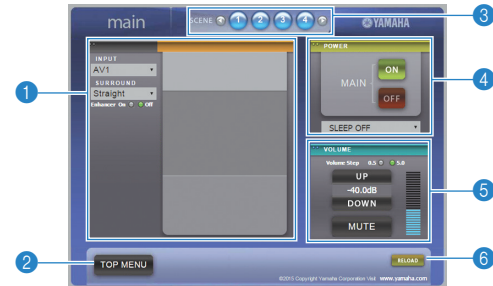 main
SCENE 1 2 3 4
YAMAHA
3
1
INPUT
AV1
SURROUND
Straight
Enhancer On Off
POWER
MAIN
ON
OFF
SLEEP OFF
4
VOLUME
Volume Step 0.5 5.0
UP
-40.0dB
DOWN
MUTE
5
2
TOP MENU
RELOAD
6
©2015 Copyright Yamaha Corporation Visit www.yamaha.com